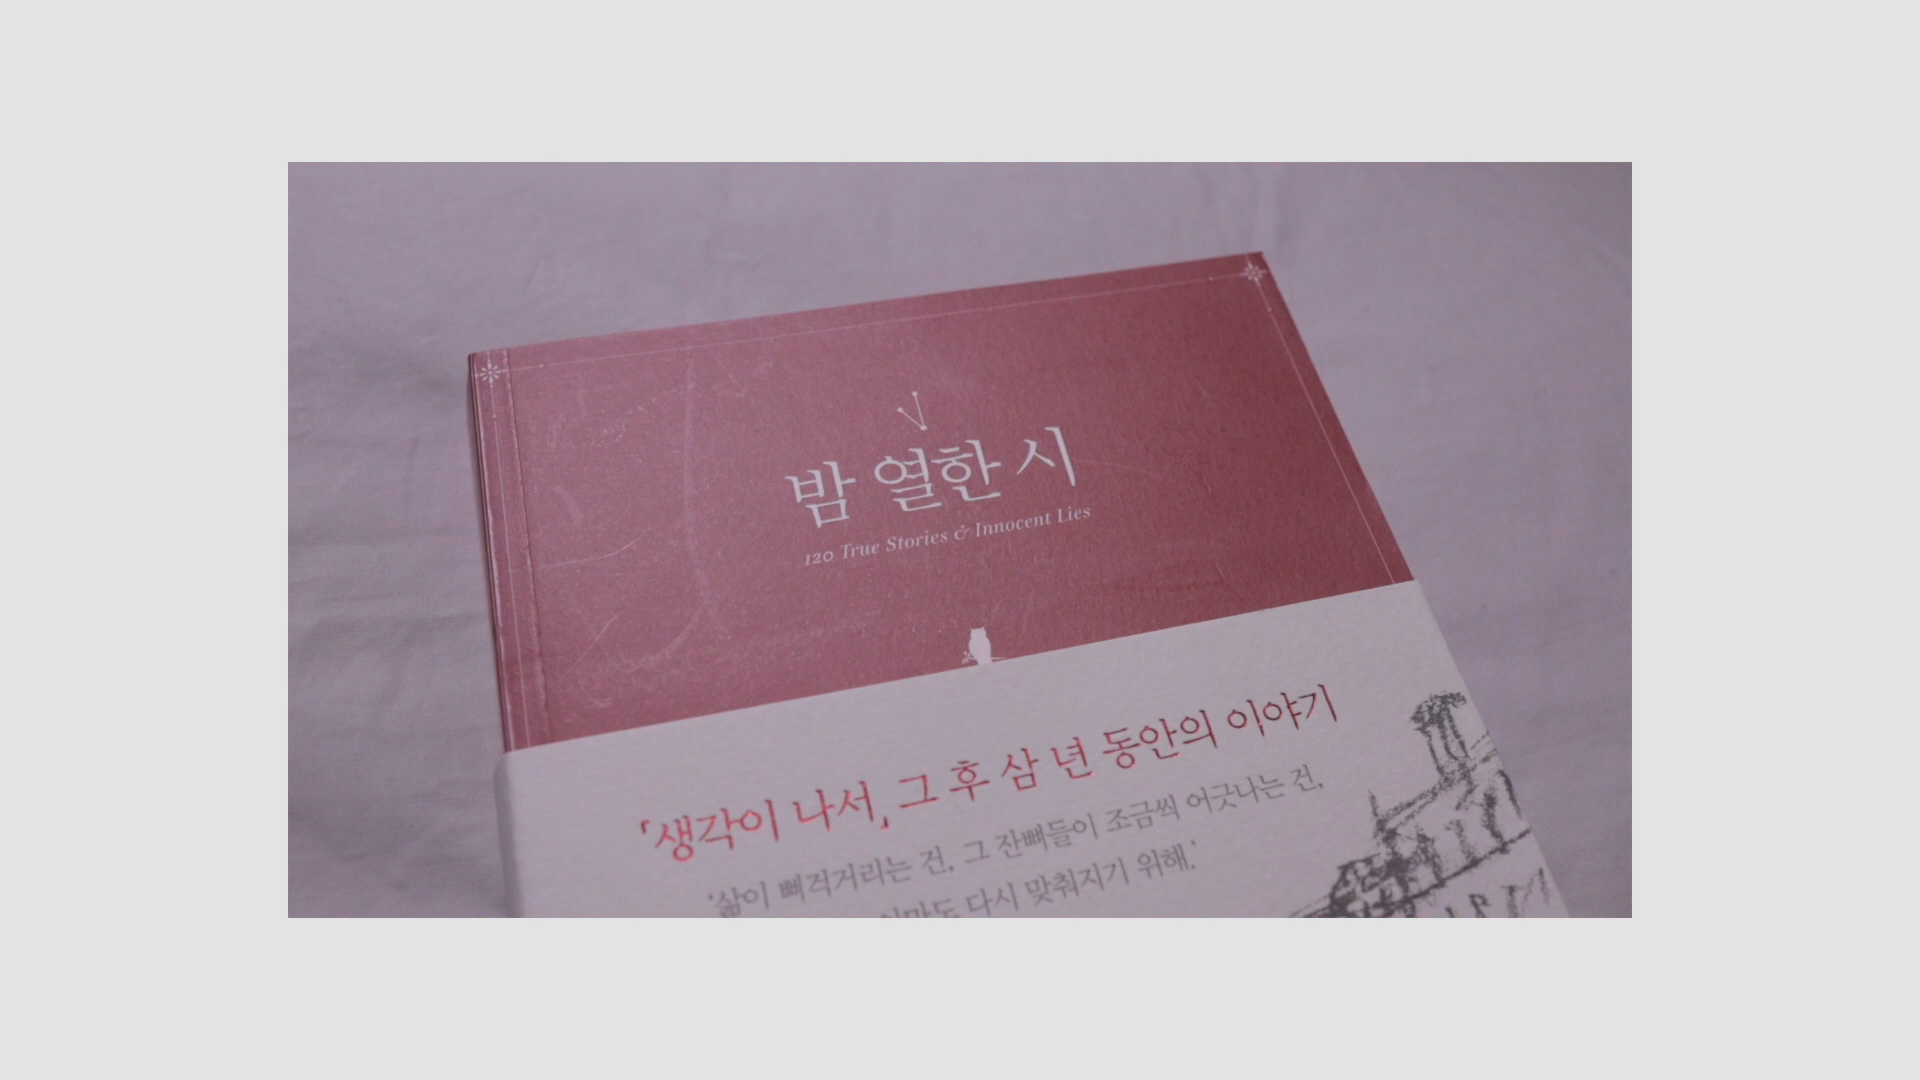 밤 열한 시
120 True Stories & Innocent Lies
「생각이 나서」 그 후 삼 년 동안의 이야기
‘삶이 삐걱거리는 건, 그 잔뼈들이 조금씩 어긋나는 건,
다시 맞춰지기 위해.’